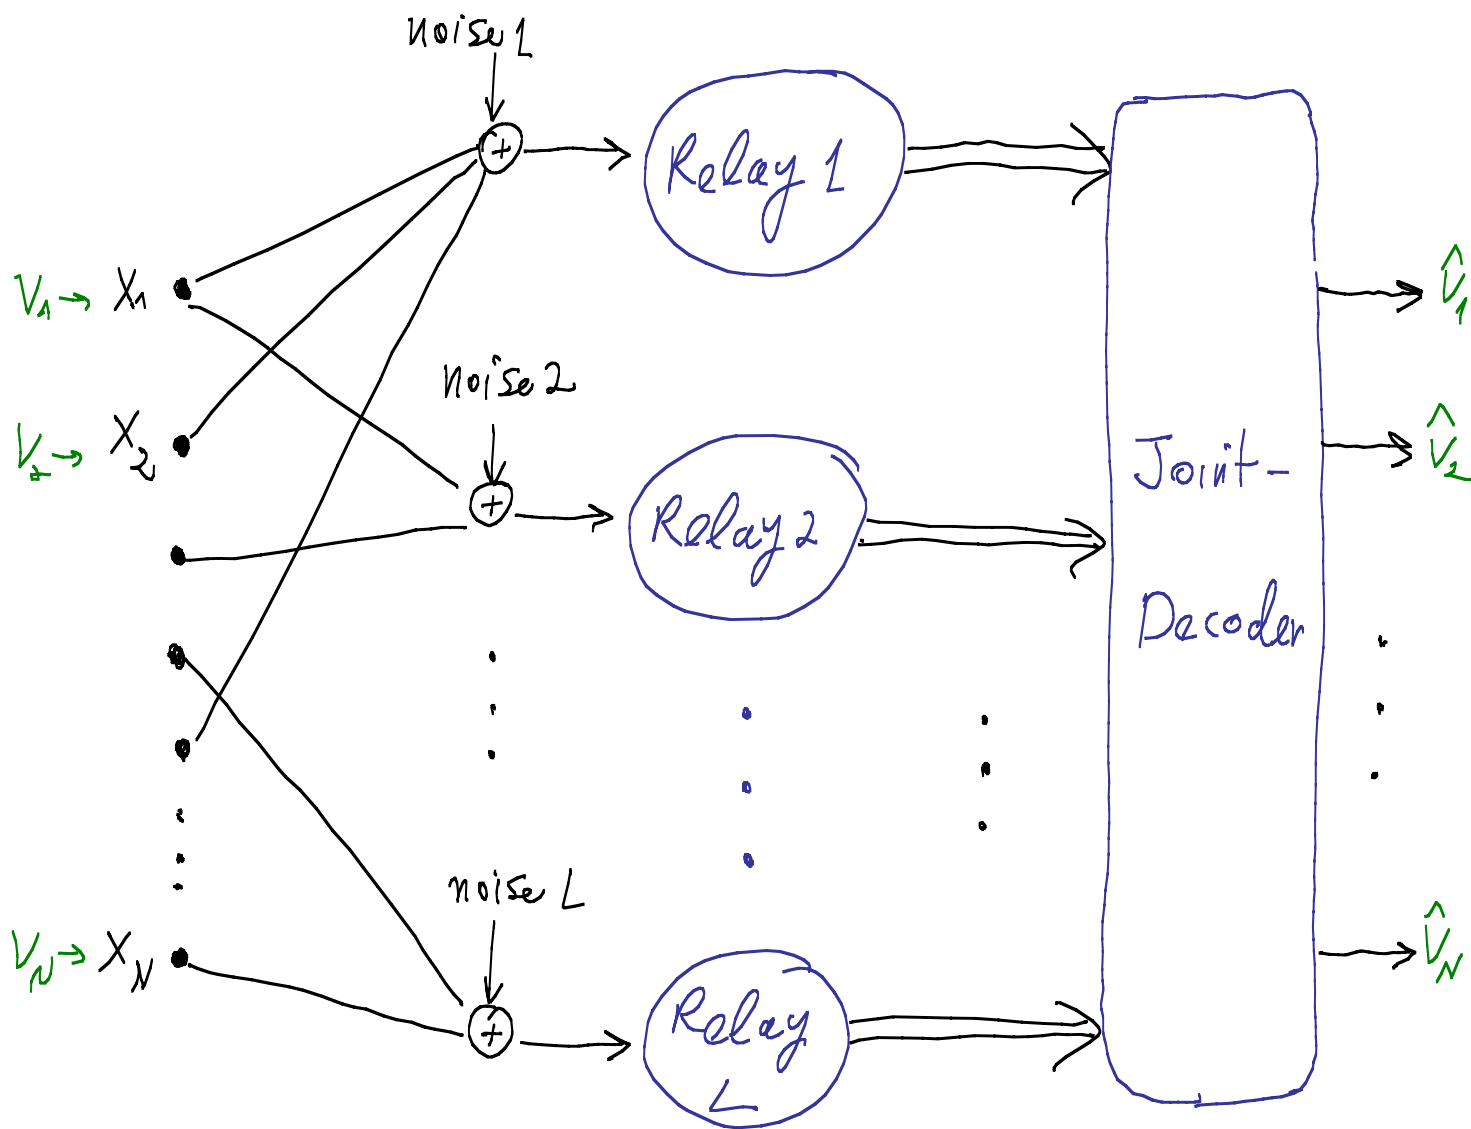 noise 1
+
Relay 1
V1 → X1
V̂1
noise 2
V2 → X2
+
Relay 2
Joint-
Decoder
V̂2
noise L
VN → XN
+
Relay
L
V̂N